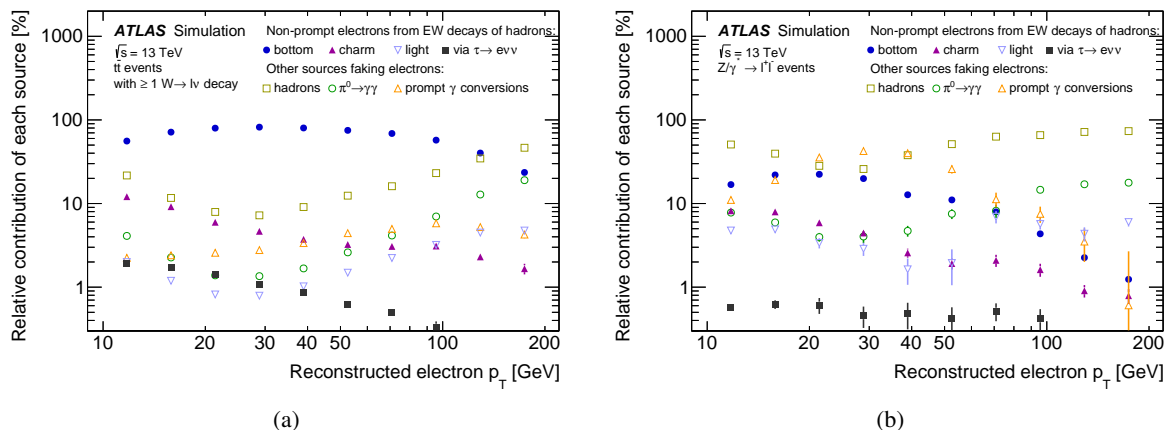 Relative contribution of each source [%]
ATLAS Simulation
√s = 13 TeV
tt events
with ≥ 1 W→ lν decay
Non-prompt electrons from EW decays of hadrons:
bottom charm light via τ→ eνν
Other sources faking electrons:
hadrons π⁰→γγ prompt γ conversions
1000
100
10
1
10 20 30 40 50 100 200
Reconstructed electron p_T [GeV]
(a)
Relative contribution of each source [%]
ATLAS Simulation
√s = 13 TeV
Z/γ* → l⁺l⁻ events
Non-prompt electrons from EW decays of hadrons:
bottom charm light via τ→ eνν
Other sources faking electrons:
hadrons π⁰→γγ prompt γ conversions
1000
100
10
1
10 20 30 40 50 100 200
Reconstructed electron p_T [GeV]
(b)